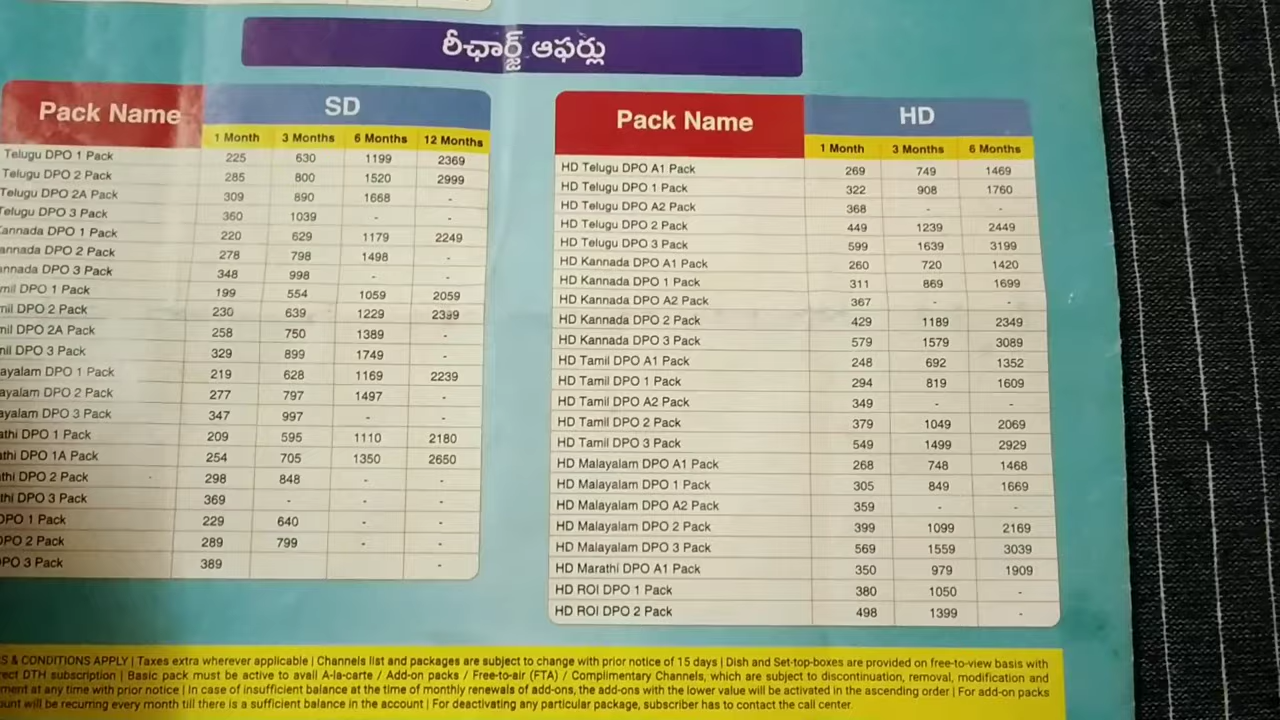 రీఛార్జ్ ఆఫర్లు
Pack Name SD
1 Month 3 Months 6 Months 12 Months
Telugu DPO 1 Pack 225 630 1199 2369
Telugu DPO 2 Pack 285 800 1520 2999
Telugu DPO 2A Pack 309 890 1668 -
Telugu DPO 3 Pack 360 1039 - -
annada DPO 1 Pack 220 629 1179 2249
annada DPO 2 Pack 278 798 1498 -
nnada DPO 3 Pack 348 998 - -
mil DPO 1 Pack 199 554 1059 2059
mil DPO 2 Pack 230 639 1229 2399
mil DPO 2A Pack 258 750 1389 -
nil DPO 3 Pack 329 899 1749 -
ayalam DPO 1 Pack 219 628 1169 2239
ayalam DPO 2 Pack 277 797 1497 -
ayalam DPO 3 Pack 347 997 - -
athi DPO 1 Pack 209 595 1110 2180
athi DPO 1A Pack 254 705 1350 2650
thi DPO 2 Pack 298 848 - -
thi DPO 3 Pack 369 - - -
DPO 1 Pack 229 640 - -
DPO 2 Pack 289 799 - -
PO 3 Pack 389 -
Pack Name HD
1 Month 3 Months 6 Months
HD Telugu DPO A1 Pack 269 749 1469
HD Telugu DPO 1 Pack 322 908 1760
HD Telugu DPO A2 Pack 368 - -
HD Telugu DPO 2 Pack 449 1239 2449
HD Telugu DPO 3 Pack 599 1639 3199
HD Kannada DPO A1 Pack 260 720 1420
HD Kannada DPO 1 Pack 311 869 1699
HD Kannada DPO A2 Pack 367 - -
HD Kannada DPO 2 Pack 429 1189 2349
HD Kannada DPO 3 Pack 579 1579 3089
HD Tamil DPO A1 Pack 248 692 1352
HD Tamil DPO 1 Pack 294 819 1609
HD Tamil DPO A2 Pack 349 - -
HD Tamil DPO 2 Pack 379 1049 2069
HD Tamil DPO 3 Pack 549 1499 2929
HD Malayalam DPO A1 Pack 268 748 1468
HD Malayalam DPO 1 Pack 305 849 1669
HD Malayalam DPO A2 Pack 359 - -
HD Malayalam DPO 2 Pack 399 1099 2169
HD Malayalam DPO 3 Pack 569 1559 3039
HD Marathi DPO A1 Pack 350 979 1909
HD ROI DPO 1 Pack 380 1050 -
HD ROI DPO 2 Pack 498 1399 -
S & CONDITIONS APPLY | Taxes extra wherever applicable | Channels list and packages are subject to change with prior notice of 15 days | Dish and Set-top-boxes are provided on free-to-view basis with
rect DTH subscription | Basic pack must be active to avail A-la-carte / Add-on packs / Free-to-air (FTA) / Complimentary Channels, which are subject to discontinuation, removal, modification and
ment at any time with prior notice | In case of insufficient balance at the time of monthly renewals of add-ons, the add-ons with the lower value will be activated in the ascending order | For add-on packs
ount will be recurring every month till there is a sufficient balance in the account | For deactivating any particular package, subscriber has to contact the call center.